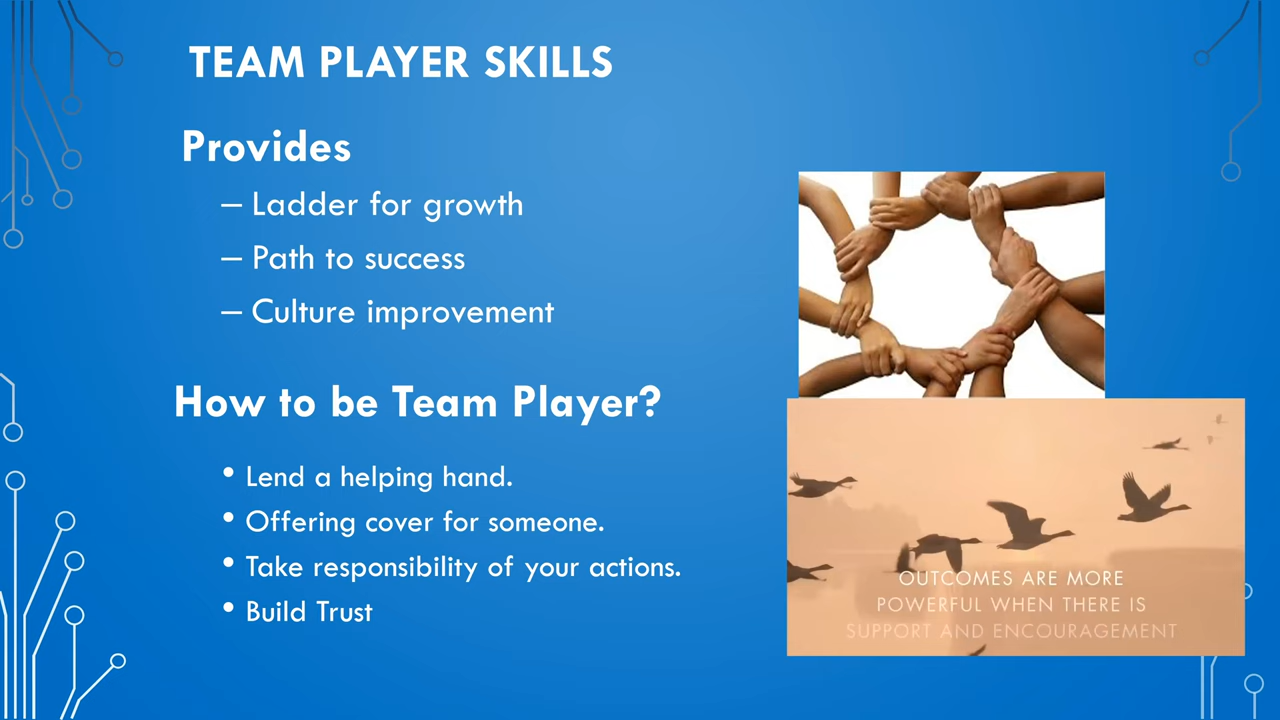 TEAM PLAYER SKILLS
Provides
– Ladder for growth
– Path to success
– Culture improvement
How to be Team Player?
• Lend a helping hand.
• Offering cover for someone.
• Take responsibility of your actions.
• Build Trust
OUTCOMES ARE MORE
POWERFUL WHEN THERE IS
SUPPORT AND ENCOURAGEMENT